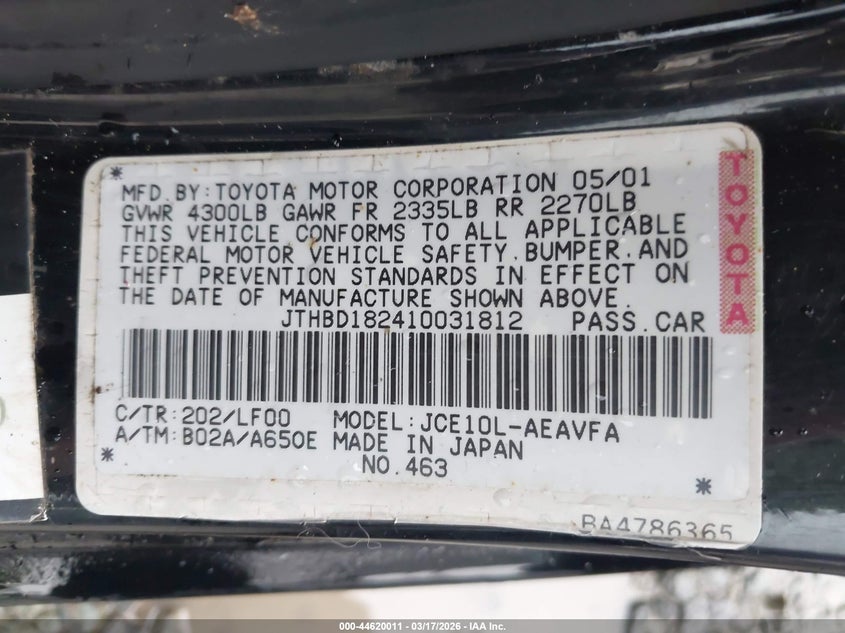 MFD. BY: TOYOTA MOTOR CORPORATION 05/01
GVWR 4300LB GAWR FR 2335LB RR 2270LB
THIS VEHICLE CONFORMS TO ALL APPLICABLE
FEDERAL MOTOR VEHICLE SAFETY, BUMPER, AND
THEFT PREVENTION STANDARDS IN EFFECT ON
THE DATE OF MANUFACTURE SHOWN ABOVE.
JTHBD182410031812 PASS. CAR
C/TR: 202/LF00 MODEL: JCE10L-AEAVFA
A/TM: B02A/A650E MADE IN JAPAN
NO. 463
BA4786365
TOYOTA
000-44620011 — 03/17/2026 — IAA Inc.